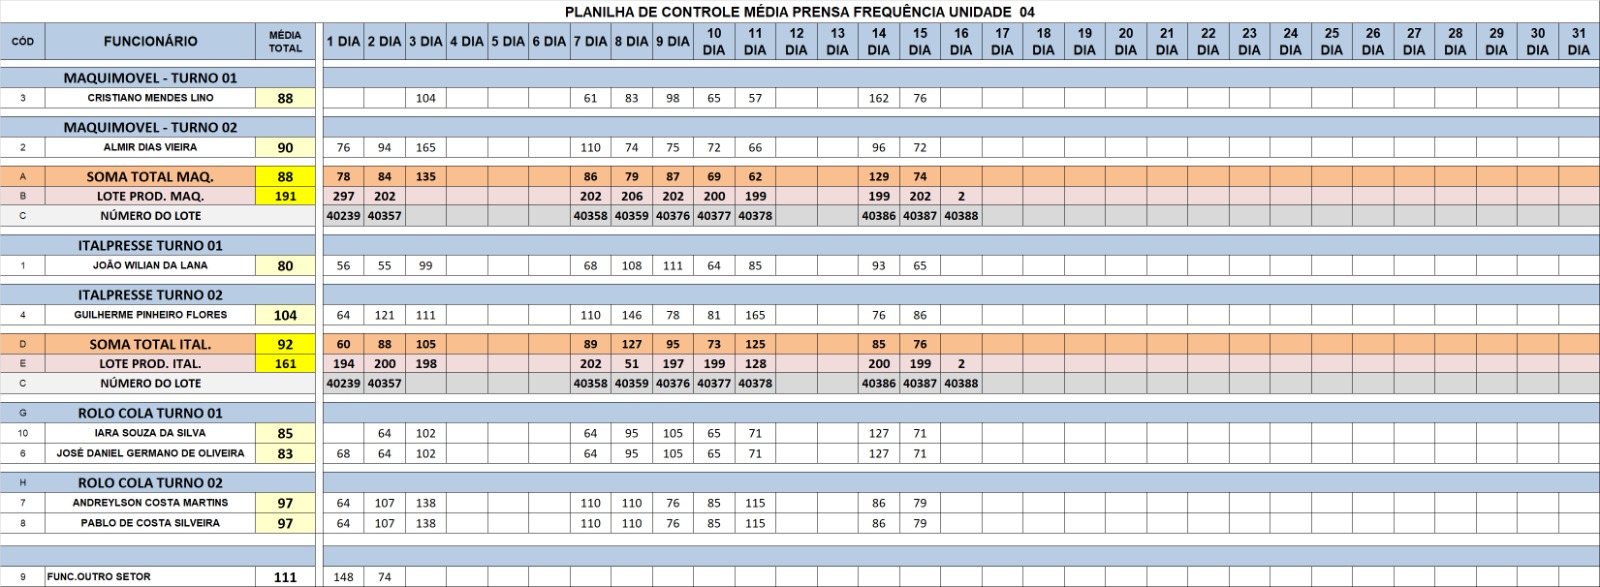 PLANILHA DE CONTROLE MÉDIA PRENSA FREQUÊNCIA UNIDADE 04
CÓD FUNCIONÁRIO MÉDIA TOTAL 1 DIA 2 DIA 3 DIA 4 DIA 5 DIA 6 DIA 7 DIA 8 DIA 9 DIA 10 DIA 11 DIA 12 DIA 13 DIA 14 DIA 15 DIA 16 DIA 17 DIA 18 DIA 19 DIA 20 DIA 21 DIA 22 DIA 23 DIA 24 DIA 25 DIA 26 DIA 27 DIA 28 DIA 29 DIA 30 DIA 31 DIA
MAQUIMOVEL - TURNO 01
3 CRISTIANO MENDES LINO 88 104 61 83 98 65 57 162 76
MAQUIMOVEL - TURNO 02
2 ALMIR DIAS VIEIRA 90 76 94 165 110 74 75 72 66 96 72
A SOMA TOTAL MAQ. 88 78 84 135 86 79 87 69 62 129 74
B LOTE PROD. MAQ. 191 297 202 202 206 202 200 199 199 202 2
C NÚMERO DO LOTE 40239 40357 40358 40359 40376 40377 40378 40386 40387 40388
ITALPRESSE TURNO 01
1 JOÃO WILIAN DA LANA 80 56 55 99 68 108 111 64 85 93 65
ITALPRESSE TURNO 02
4 GUILHERME PINHEIRO FLORES 104 64 121 111 110 146 78 81 165 76 86
D SOMA TOTAL ITAL. 92 60 88 105 89 127 95 73 125 85 76
E LOTE PROD. ITAL. 161 194 200 198 202 51 197 199 128 200 199 2
C NÚMERO DO LOTE 40239 40357 40358 40359 40376 40377 40378 40386 40387 40388
G ROLO COLA TURNO 01
10 IARA SOUZA DA SILVA 85 64 102 64 95 105 65 71 127 71
6 JOSÉ DANIEL GERMANO DE OLIVEIRA 83 68 64 102 64 95 105 65 71 127 71
H ROLO COLA TURNO 02
7 ANDREYLSON COSTA MARTINS 97 64 107 138 110 110 76 85 115 86 79
8 PABLO DE COSTA SILVEIRA 97 64 107 138 110 110 76 85 115 86 79
9 FUNC.OUTRO SETOR 111 148 74